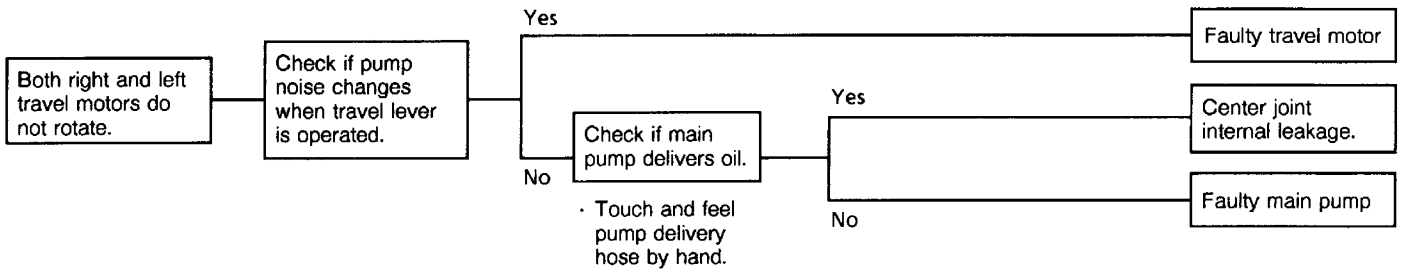 Both right and left
travel motors do
not rotate.
Check if pump
noise changes
when travel lever
is operated.
Yes
Faulty travel motor
No
Check if main
pump delivers oil.
· Touch and feel
pump delivery
hose by hand.
Yes
Center joint
internal leakage.
No
Faulty main pump